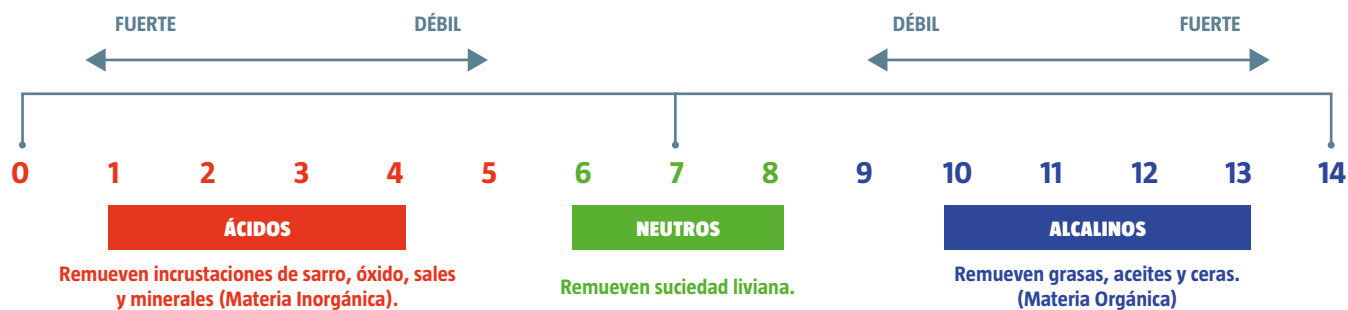 FUERTE DÉBIL DÉBIL FUERTE
0 1 2 3 4 5 6 7 8 9 10 11 12 13 14
ÁCIDOS NEUTROS ALCALINOS
Remueven incrustaciones de sarro, óxido, sales
y minerales (Materia Inorgánica).
Remueven suciedad liviana.
Remueven grasas, aceites y ceras.
(Materia Orgánica)